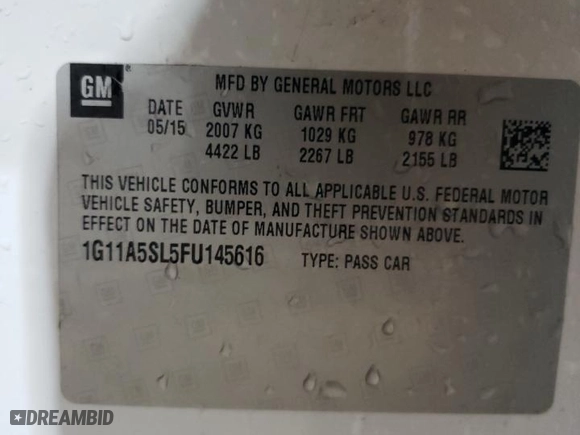 GM
MFD BY GENERAL MOTORS LLC
DATE GVWR GAWR FRT GAWR RR
05/15 2007 KG 1029 KG 978 KG
4422 LB 2267 LB 2155 LB
THIS VEHICLE CONFORMS TO ALL APPLICABLE U.S. FEDERAL MOTOR
VEHICLE SAFETY, BUMPER, AND THEFT PREVENTION STANDARDS IN
EFFECT ON THE DATE OF MANUFACTURE SHOWN ABOVE.
1G11A5SL5FU145616 TYPE: PASS CAR
DREAMBID